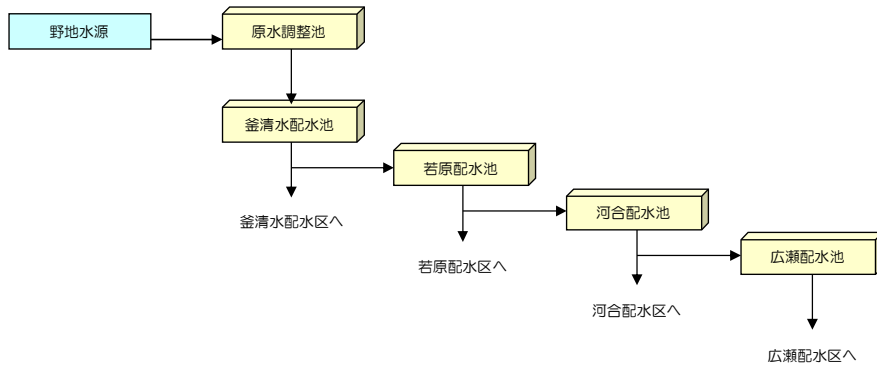 野地水源
原水調整池
釜清水配水池
若原配水池
釜清水配水区へ
河合配水池
若原配水区へ
広瀬配水池
河合配水区へ
広瀬配水区へ